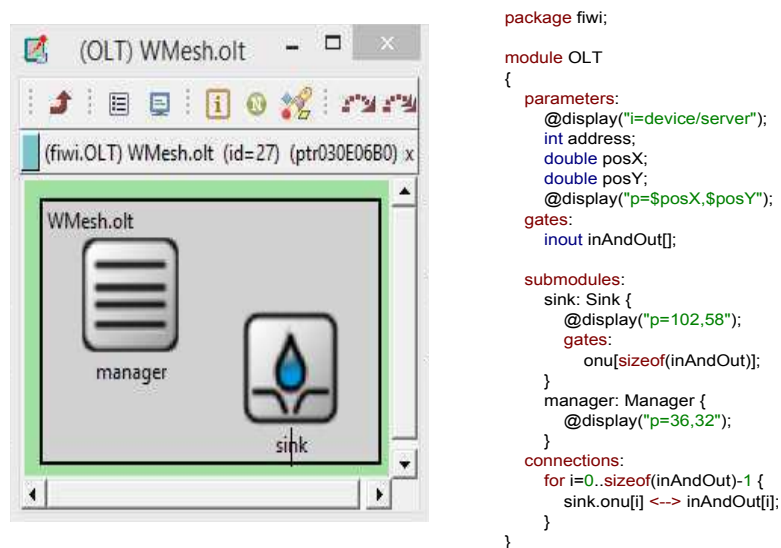 (OLT) WMesh.olt
(fiwi.OLT) WMesh.olt (id=27) (ptr030E06B0) x
WMesh.olt
manager
sink
package fiwi;
module OLT
{
parameters:
@display("i=device/server");
int address;
double posX;
double posY;
@display("p=$posX,$posY");
gates:
inout inAndOut[];
submodules:
sink: Sink {
@display("p=102,58");
gates:
onu[sizeof(inAndOut)];
}
manager: Manager {
@display("p=36,32");
}
connections:
for i=0..sizeof(inAndOut)-1 {
sink.onu[i] <--> inAndOut[i];
}
}